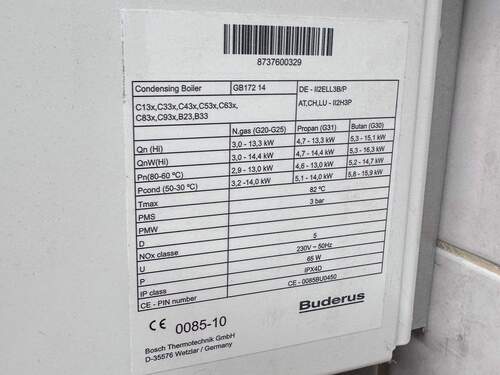 8737600329
Condensing Boiler GB172 14 DE - II2ELL3B/P
C13x,C33x,C43x,C53x,C63x, AT,CH,LU - II2H3P
C83x,C93x,B23,B33
N.gas (G20-G25) Propan (G31) Butan (G30)
Qn (Hi) 3,0 - 13,3 kW 4,7 - 13,3 kW 5,3 - 15,1 kW
QnW(Hi) 3,0 - 14,4 kW 4,7 - 14,4 kW 5,3 - 16,3 kW
Pn(80-60 ºC) 2,9 - 13,0 kW 4,6 - 13,0 kW 5,2 - 14,7 kW
Pcond (50-30 ºC) 3,2 -14,0 kW 5,1 - 14,0 kW 5,8 - 15,9 kW
Tmax 82 ºC
PMS 3 bar
PMW
D
NOx classe 5
U 230V ~ 50Hz
P 65 W
IP class IPX4D
CE - PIN number CE - 0085BU0450
CE 0085-10 Buderus
Bosch Thermotechnik GmbH
D-35576 Wetzlar / Germany